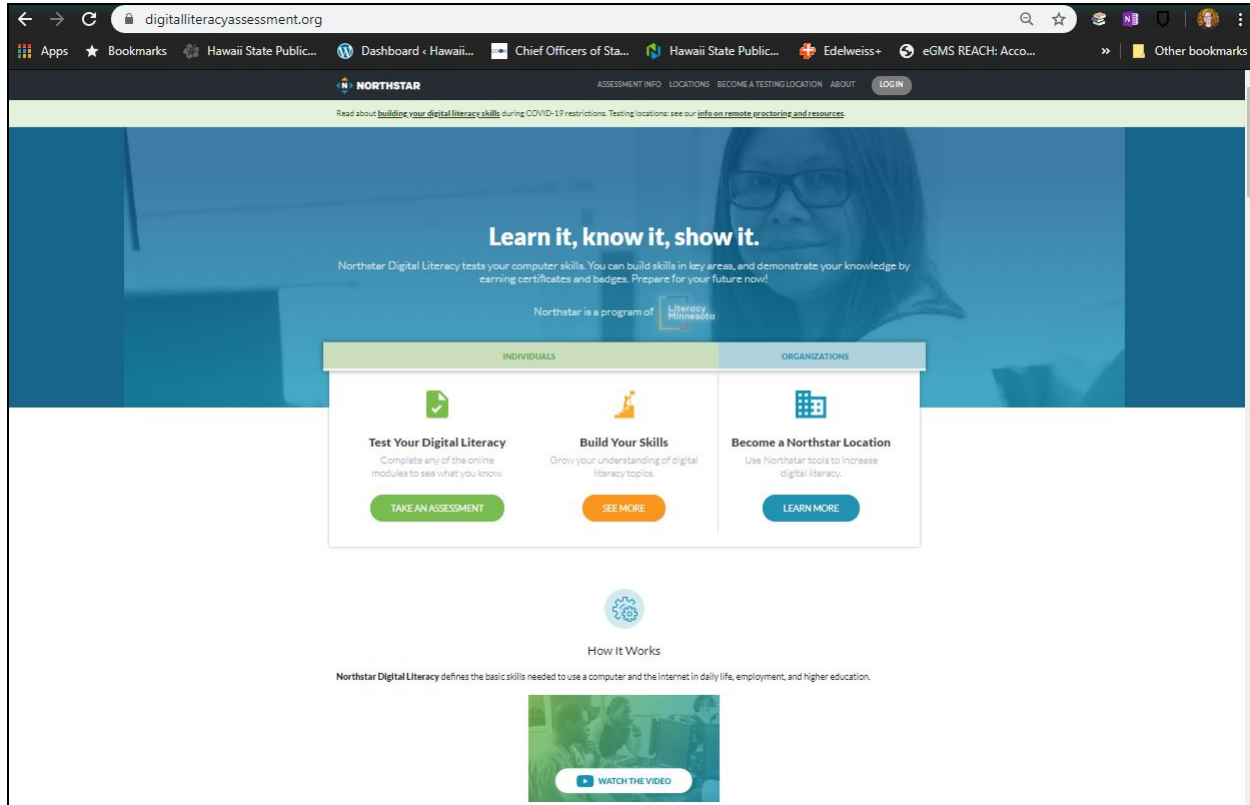 digitalliteracyassessment.org
Apps Bookmarks Hawaii State Public... Dashboard < Hawaii... Chief Officers of Sta... Hawaii State Public... Edelweiss+ eGMS REACH: Acco... » Other bookmarks
NORTHSTAR ASSESSMENT INFO LOCATIONS BECOME A TESTING LOCATION ABOUT LOGIN
Read about building your digital literacy skills during COVID-19 restrictions. Testing locations: see our info on remote proctoring and resources.
Learn it, know it, show it.
Northstar Digital Literacy tests your computer skills. You can build skills in key areas, and demonstrate your knowledge by
earning certificates and badges. Prepare for your future now!
Northstar is a program of Literacy
Minnesota
INDIVIDUALS ORGANIZATIONS
Test Your Digital Literacy
Complete any of the online
modules to see what you know.
TAKE AN ASSESSMENT
Build Your Skills
Grow your understanding of digital
literacy topics.
SEE MORE
Become a Northstar Location
Use Northstar tools to increase
digital literacy.
LEARN MORE
How It Works
Northstar Digital Literacy defines the basic skills needed to use a computer and the internet in daily life, employment, and higher education.
WATCH THE VIDEO